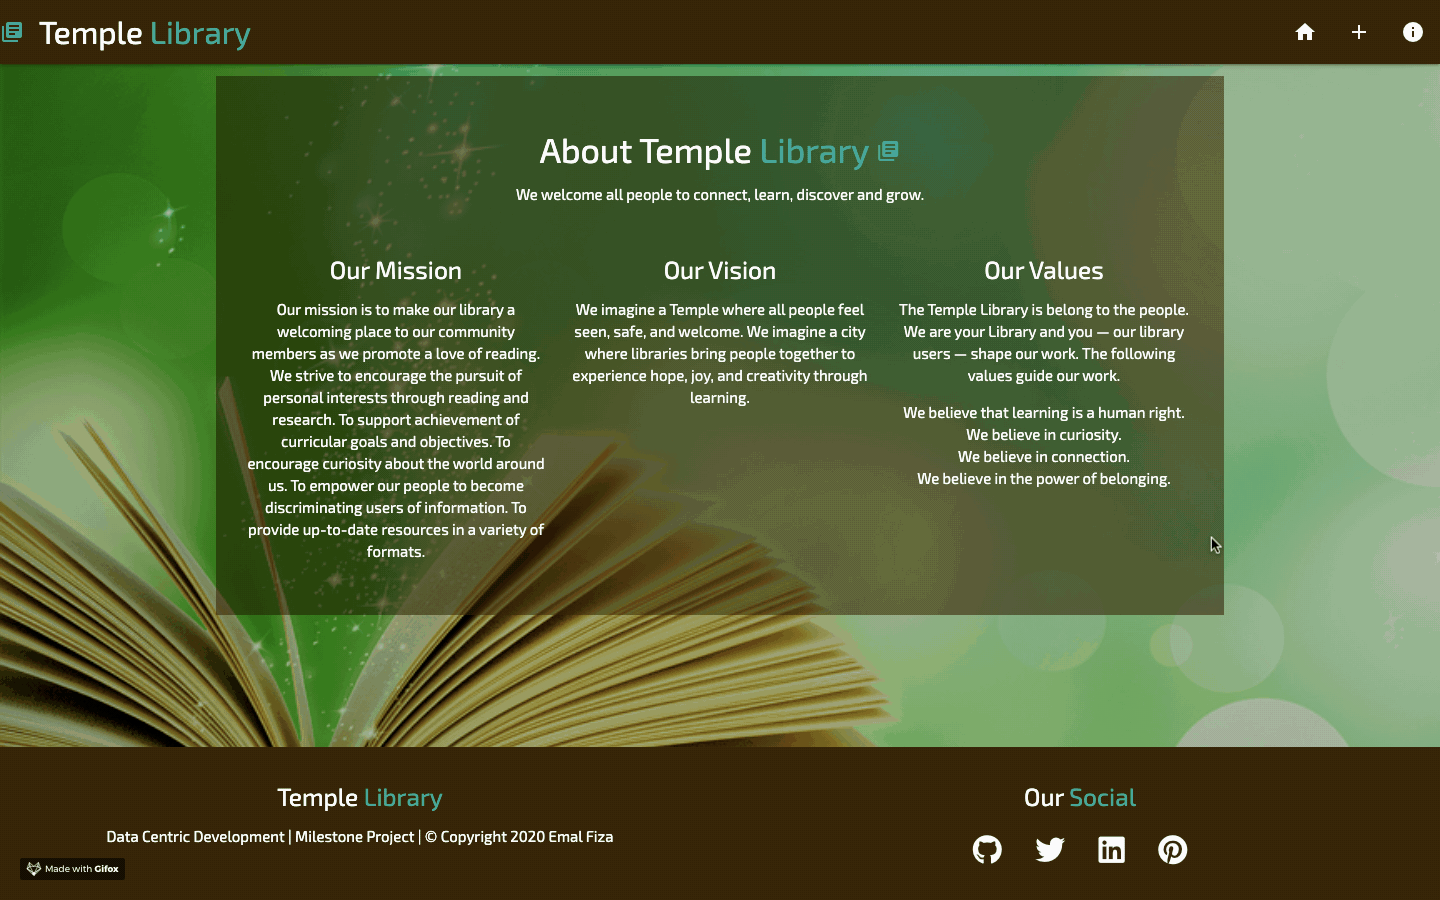 Temple Library
About Temple Library
We welcome all people to connect, learn, discover and grow.
Our Mission
Our mission is to make our library a
welcoming place to our community
members as we promote a love of reading.
We strive to encourage the pursuit of
personal interests through reading and
research. To support achievement of
curricular goals and objectives. To
encourage curiosity about the world around
us. To empower our people to become
discriminating users of information. To
provide up-to-date resources in a variety of
formats.
Our Vision
We imagine a Temple where all people feel
seen, safe, and welcome. We imagine a city
where libraries bring people together to
experience hope, joy, and creativity through
learning.
Our Values
The Temple Library is belong to the people.
We are your Library and you — our library
users — shape our work. The following
values guide our work.
We believe that learning is a human right.
We believe in curiosity.
We believe in connection.
We believe in the power of belonging.
Temple Library
Data Centric Development | Milestone Project | © Copyright 2020 Emal Fiza
Our Social
Made with Gifox